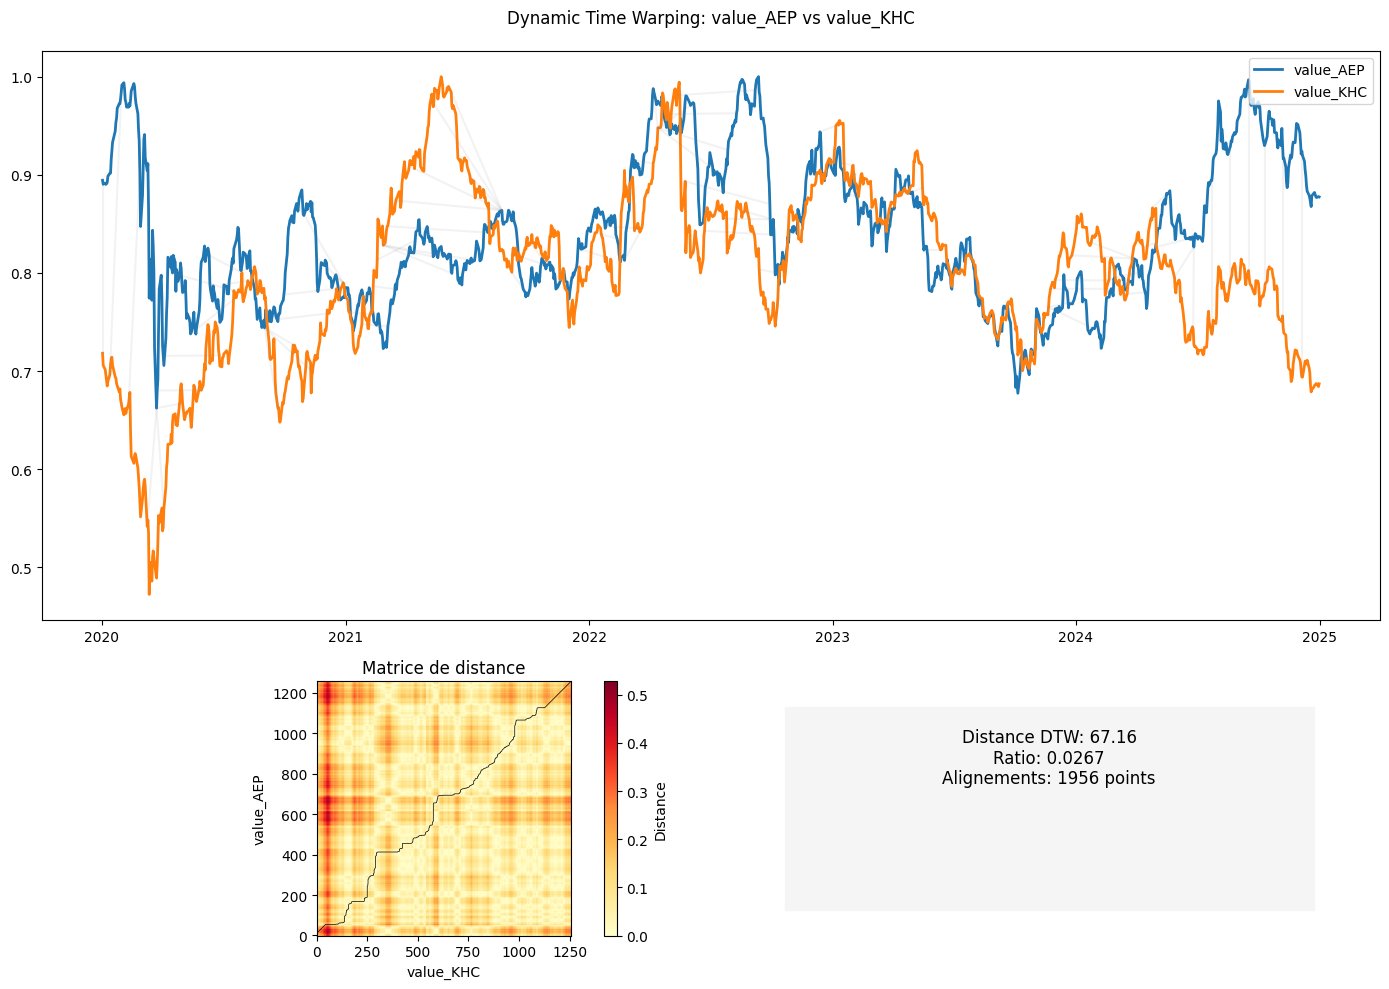 Dynamic Time Warping: value_AEP vs value_KHC
value_AEP
value_KHC
1.0
0.9
0.8
0.7
0.6
0.5
2020 2021 2022 2023 2024 2025
Matrice de distance
value_AEP
1200
1000
800
600
400
200
0
0 250 500 750 1000 1250
value_KHC
0.5
0.4
0.3
0.2
0.1
0.0
Distance
Distance DTW: 67.16
Ratio: 0.0267
Alignements: 1956 points